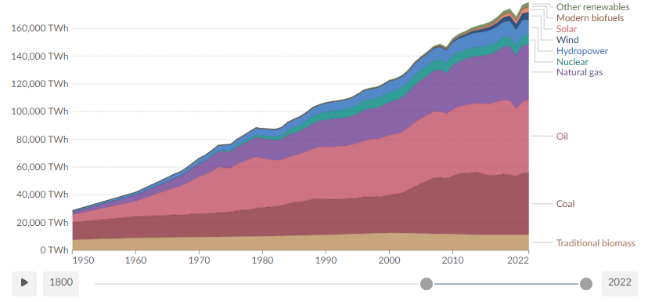 Other renewables
Modern biofuels
Solar
Wind
Hydropower
Nuclear
Natural gas
Oil
Coal
Traditional biomass
160,000 TWh
140,000 TWh
120,000 TWh
100,000 TWh
80,000 TWh
60,000 TWh
40,000 TWh
20,000 TWh
0 TWh
1950 1960 1970 1980 1990 2000 2010 2022
1800 2022